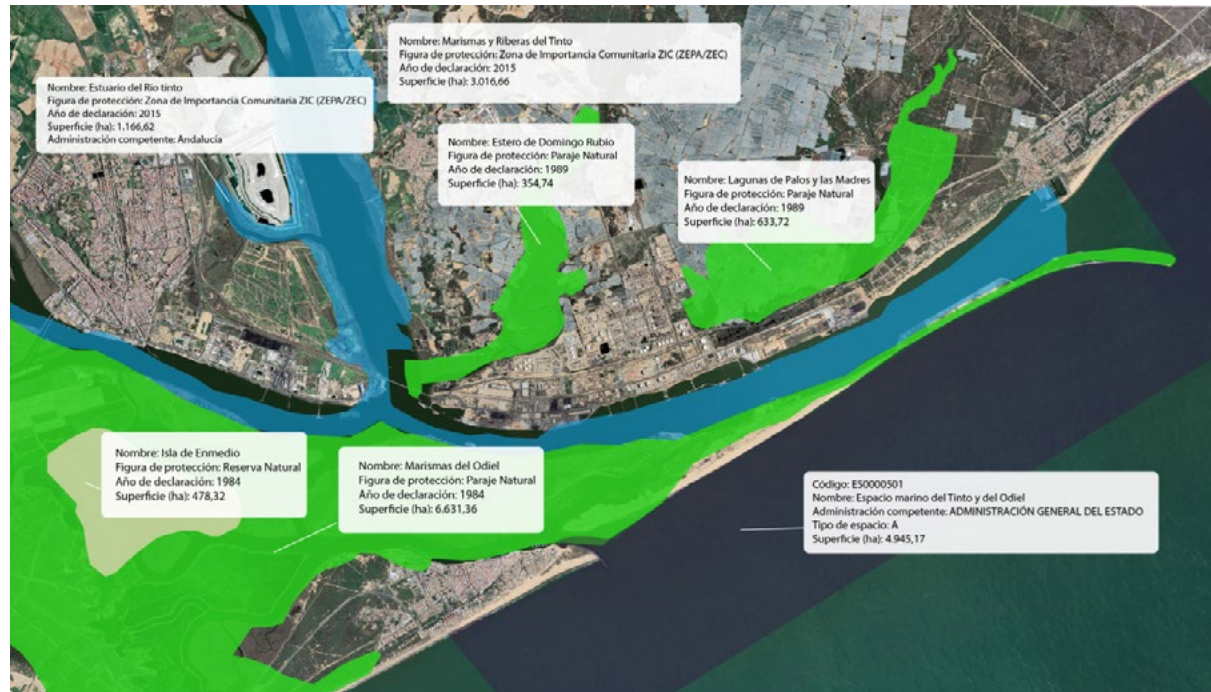 Nombre: Marismas y Riberas del Tinto
Figura de protección: Zona de Importancia Comunitaria ZIC (ZEPA/ZEC)
Año de declaración: 2015
Superficie (ha): 3.016,66
Nombre: Estuario del Río tinto
Figura de protección: Zona de Importancia Comunitaria ZIC (ZEPA/ZEC)
Año de declaración: 2015
Superficie (ha): 1.166,62
Administración competente: Andalucía
Nombre: Estero de Domingo Rubio
Figura de protección: Paraje Natural
Año de declaración: 1989
Superficie (ha): 354,74
Nombre: Lagunas de Palos y las Madres
Figura de protección: Paraje Natural
Año de declaración: 1989
Superficie (ha): 633,72
Nombre: Isla de Enmedio
Figura de protección: Reserva Natural
Año de declaración: 1984
Superficie (ha): 478,32
Nombre: Marismas del Odiel
Figura de protección: Paraje Natural
Año de declaración: 1984
Superficie (ha): 6.631,36
Código: ES0000501
Nombre: Espacio marino del Tinto y del Odiel
Administración competente: ADMINISTRACIÓN GENERAL DEL ESTADO
Tipo de espacio: A
Superficie (ha): 4.945,17